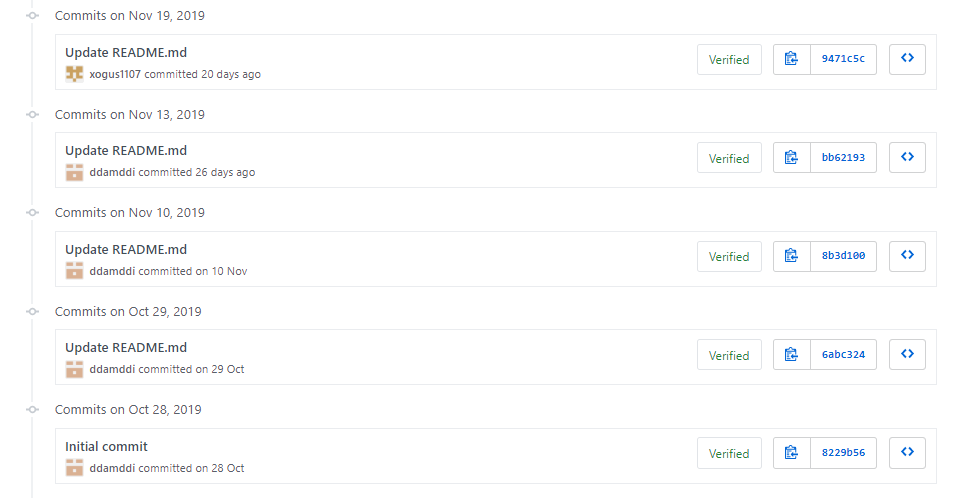 Commits on Nov 19, 2019
Update README.md
xogus1107 committed 20 days ago
Verified
9471c5c
Commits on Nov 13, 2019
Update README.md
ddamddi committed 26 days ago
Verified
bb62193
Commits on Nov 10, 2019
Update README.md
ddamddi committed on 10 Nov
Verified
8b3d100
Commits on Oct 29, 2019
Update README.md
ddamddi committed on 29 Oct
Verified
6abc324
Commits on Oct 28, 2019
Initial commit
ddamddi committed on 28 Oct
Verified
8229b56